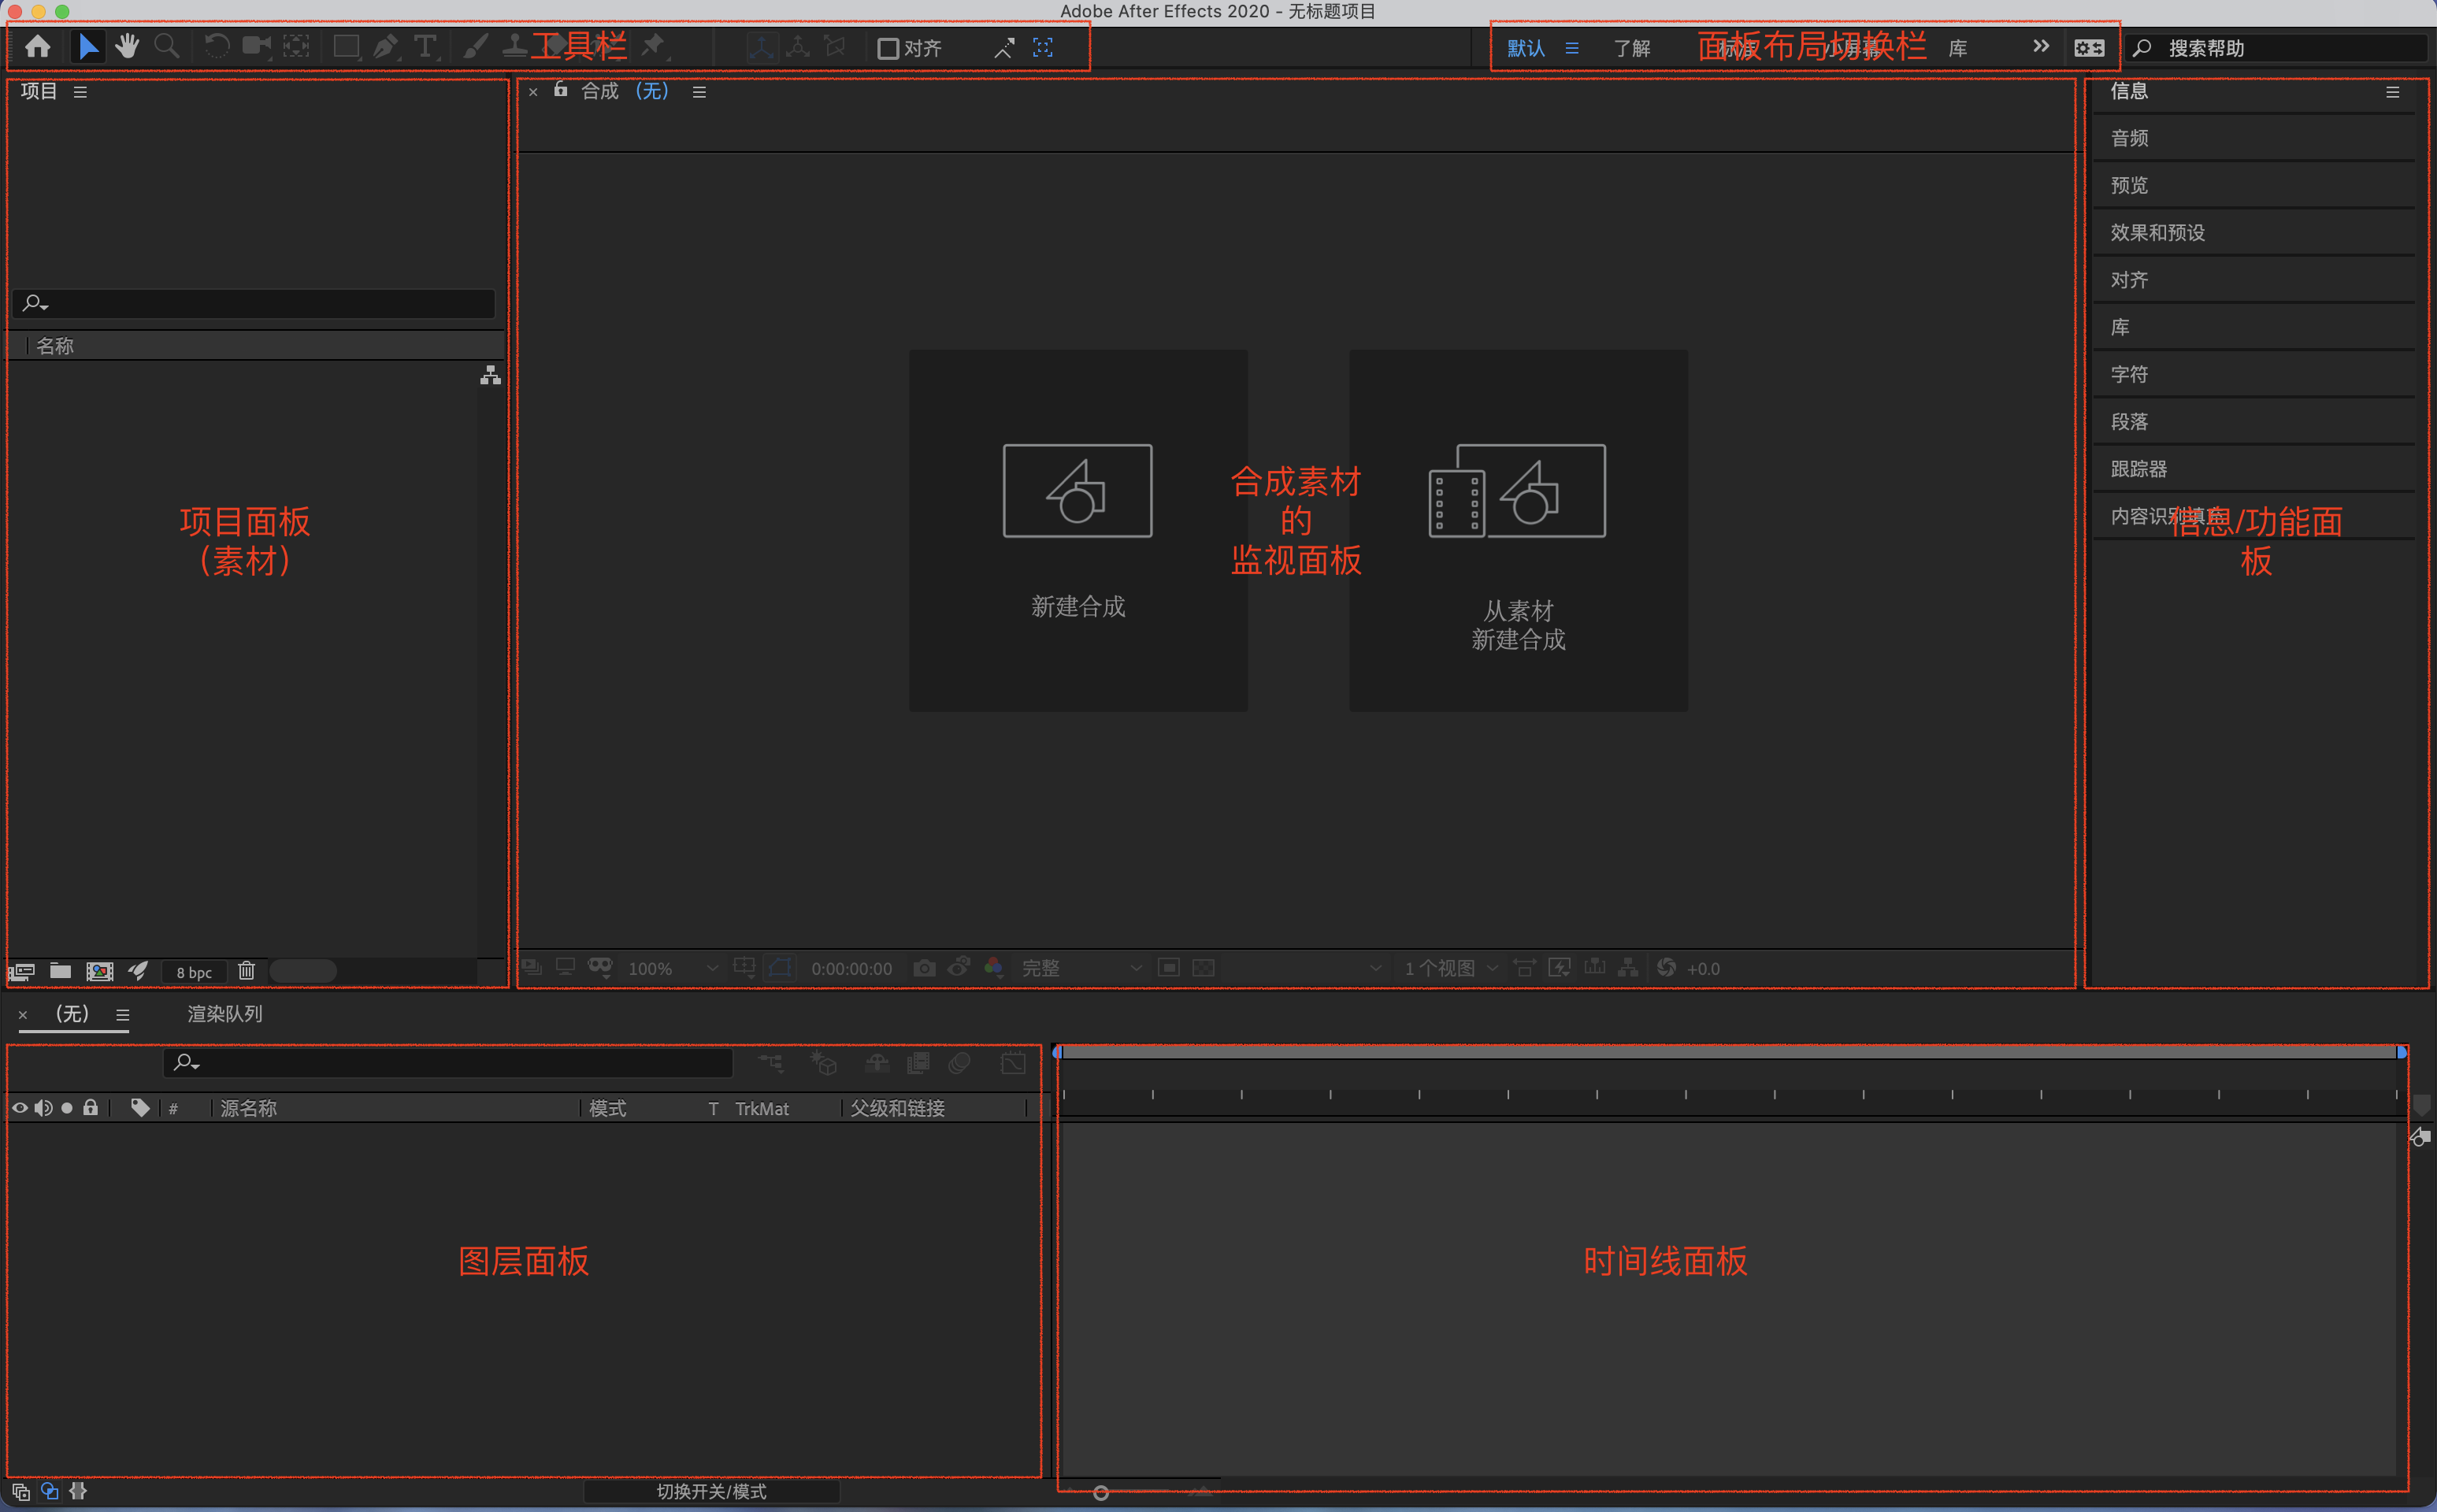 Adobe After Effects 2020 - 无标题项目
工具栏
对齐
默认
了解
面板布局切换栏
库
搜索帮助
项目
合成 (无)
信息
音频
预览
效果和预设
对齐
库
字符
段落
跟踪器
内容识别填充
信息/功能面
板
名称
项目面板
(素材)
合成素材
的
监视面板
新建合成
从素材
新建合成
8 bpc
100%
0:00:00:00
完整
1 个视图
+0.0
(无)
渲染队列
#
源名称
模式
T TrkMat
父级和链接
图层面板
时间线面板
切换开关/模式